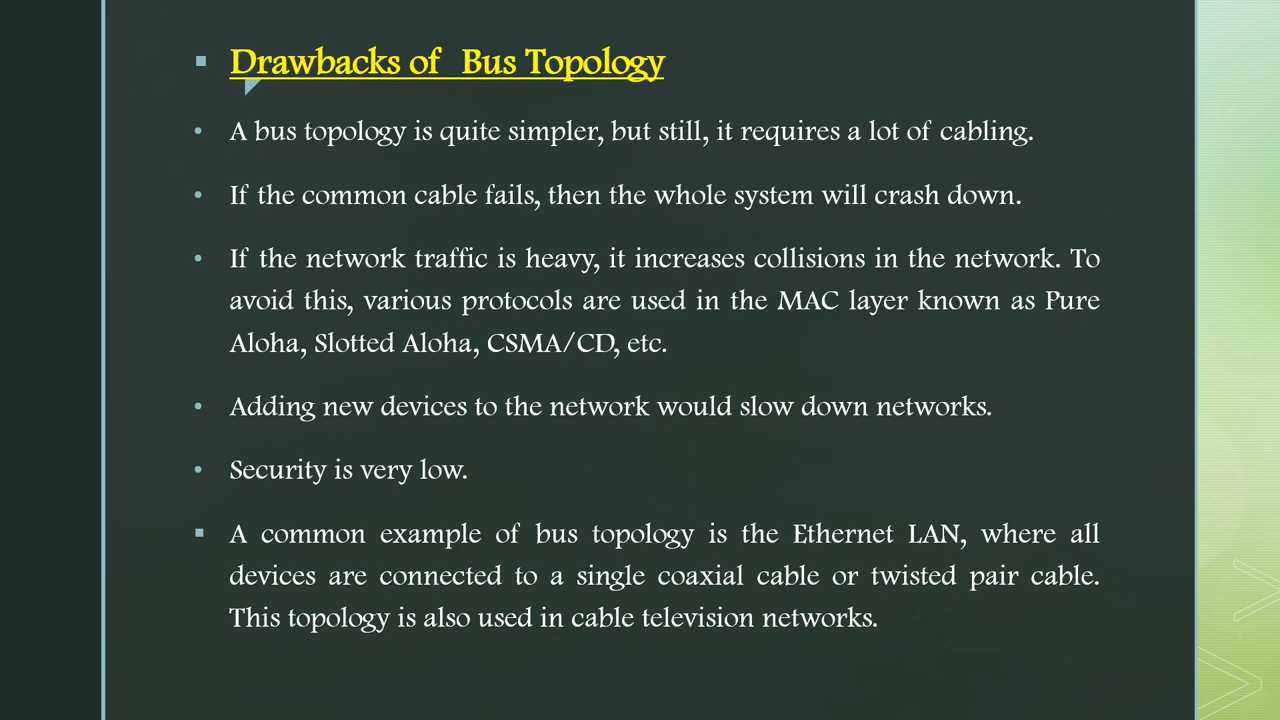 Drawbacks of Bus Topology
A bus topology is quite simpler, but still, it requires a lot of cabling.
If the common cable fails, then the whole system will crash down.
If the network traffic is heavy, it increases collisions in the network. To
avoid this, various protocols are used in the MAC layer known as Pure
Aloha, Slotted Aloha, CSMA/CD, etc.
Adding new devices to the network would slow down networks.
Security is very low.
A common example of bus topology is the Ethernet LAN, where all
devices are connected to a single coaxial cable or twisted pair cable.
This topology is also used in cable television networks.